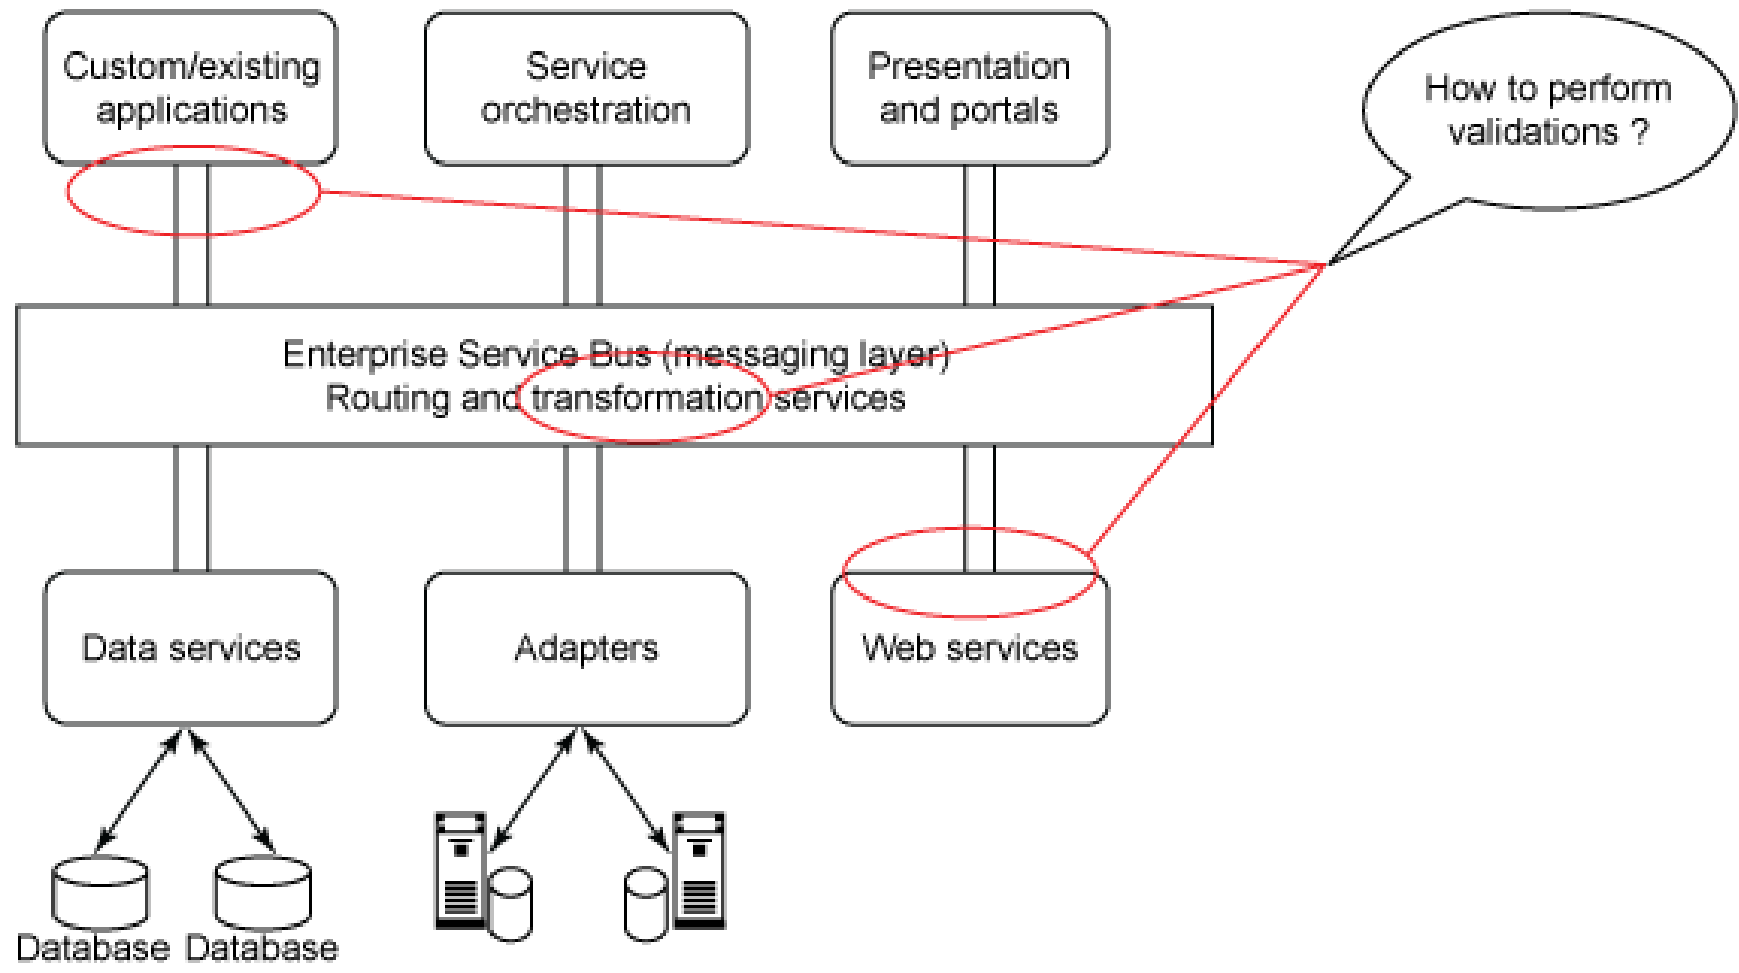 Custom/existing
applications
Service
orchestration
Presentation
and portals
How to perform
validations ?
Enterprise Service Bus (messaging layer)
Routing and transformation services
Data services
Adapters
Web services
Database
Database